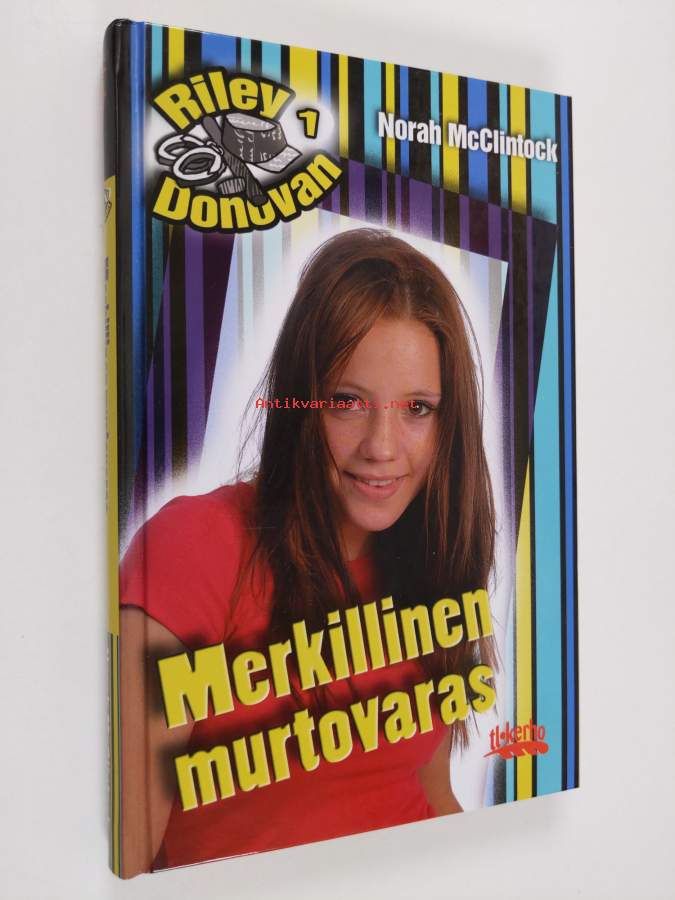 Riley 1
Donovan
Norah McClintock
Antikvariaatti.net
Merkillinen
murtovaras
tl•kerho